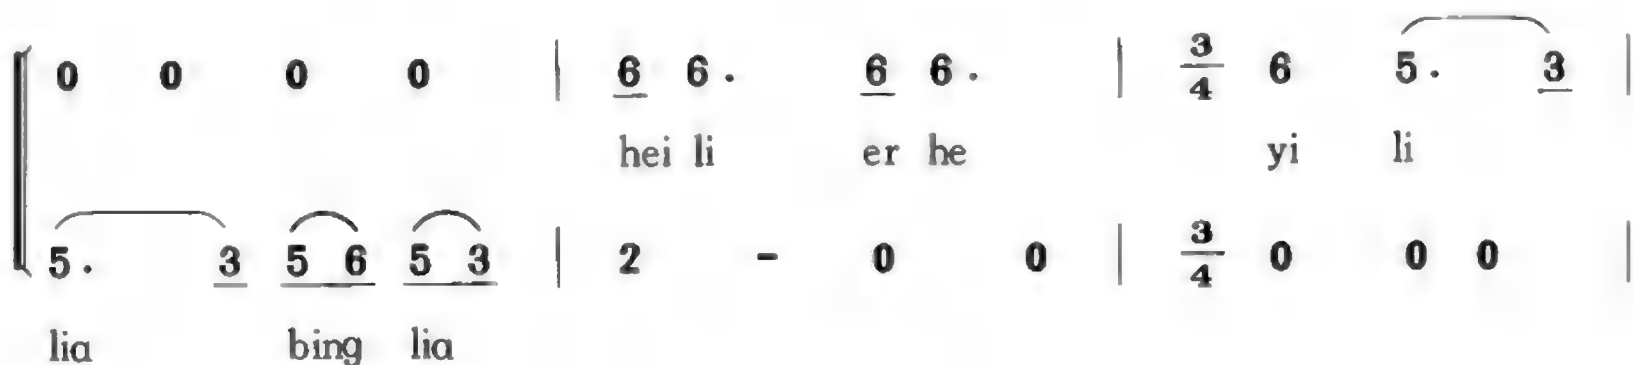 0 0 0 0 | 6 6. 6 6. | 3/4 6 5. 3 |
hei li er he yi li
5. 3 5 6 5 3 | 2 - 0 0 | 3/4 0 0 0 |
lia bing lia